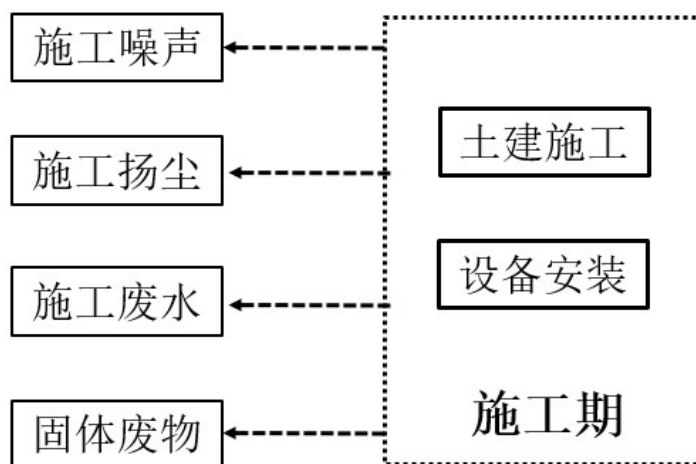 施工噪声
施工扬尘
施工废水
固体废物
土建施工
设备安装
施工期